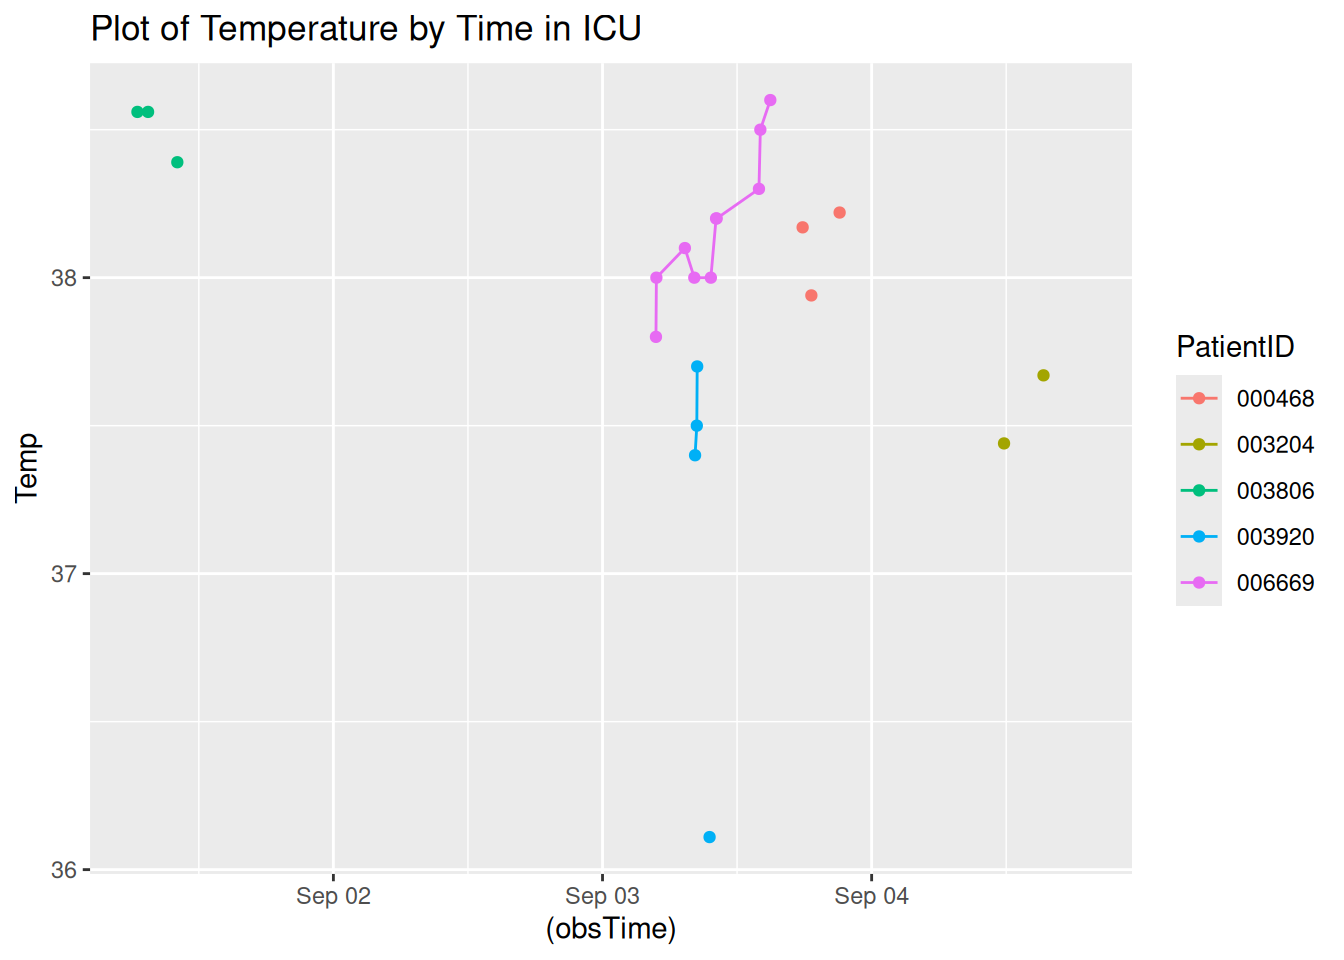 Plot of Temperature by Time in ICU
Temp
38
37
36
Sep 02
Sep 03
Sep 04
(obsTime)
PatientID
000468
003204
003806
003920
006669